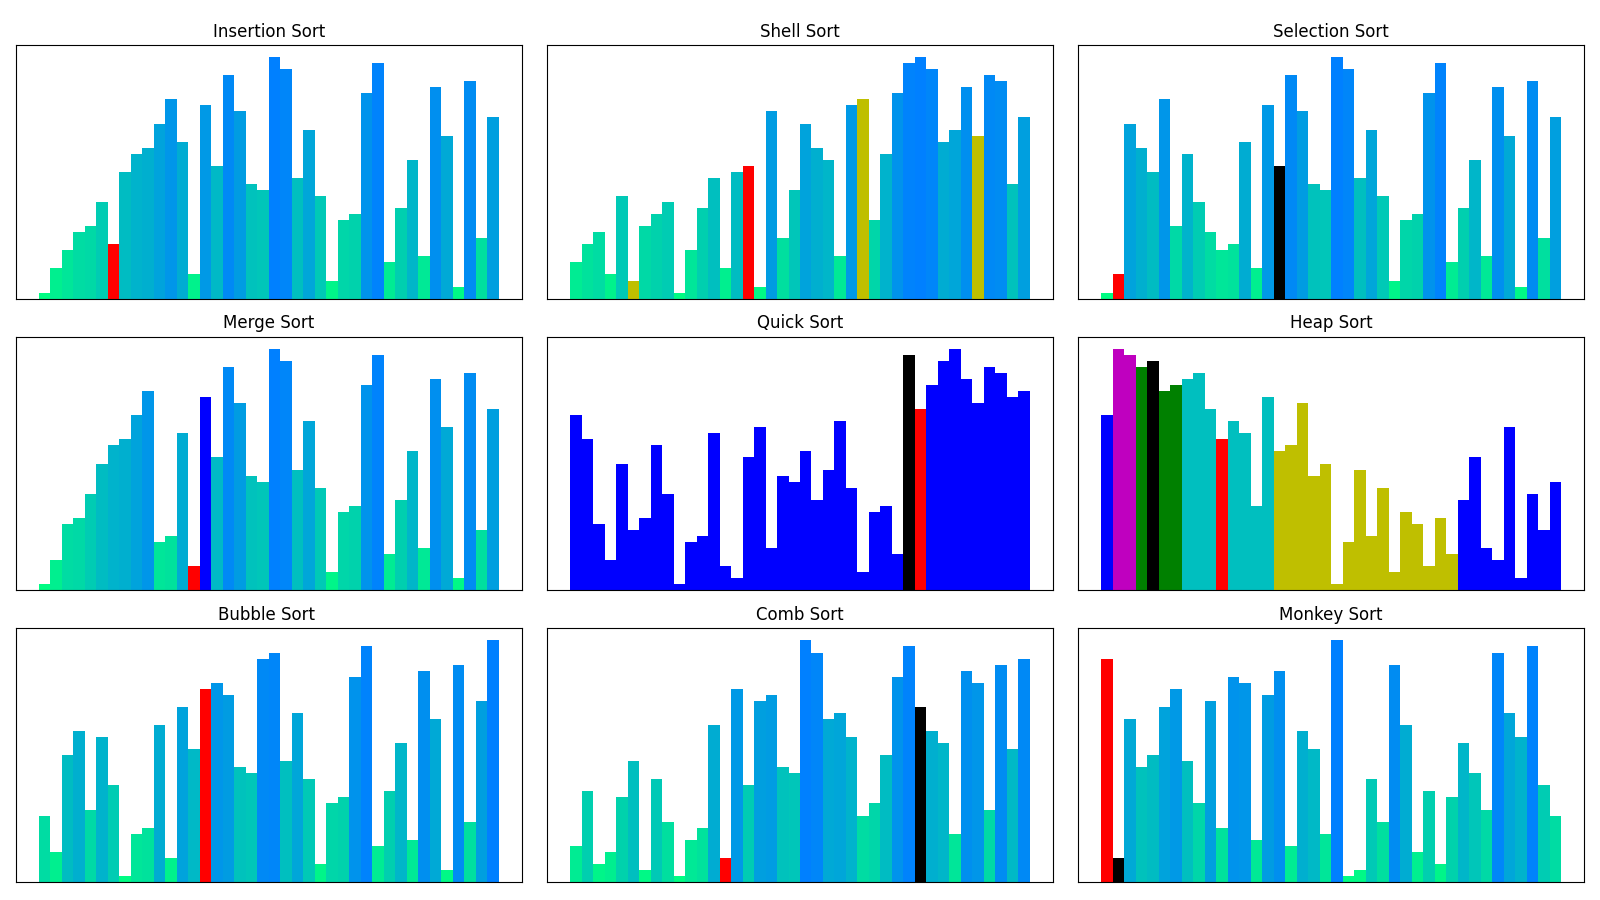 Insertion Sort
Shell Sort
Selection Sort
Merge Sort
Quick Sort
Heap Sort
Bubble Sort
Comb Sort
Monkey Sort